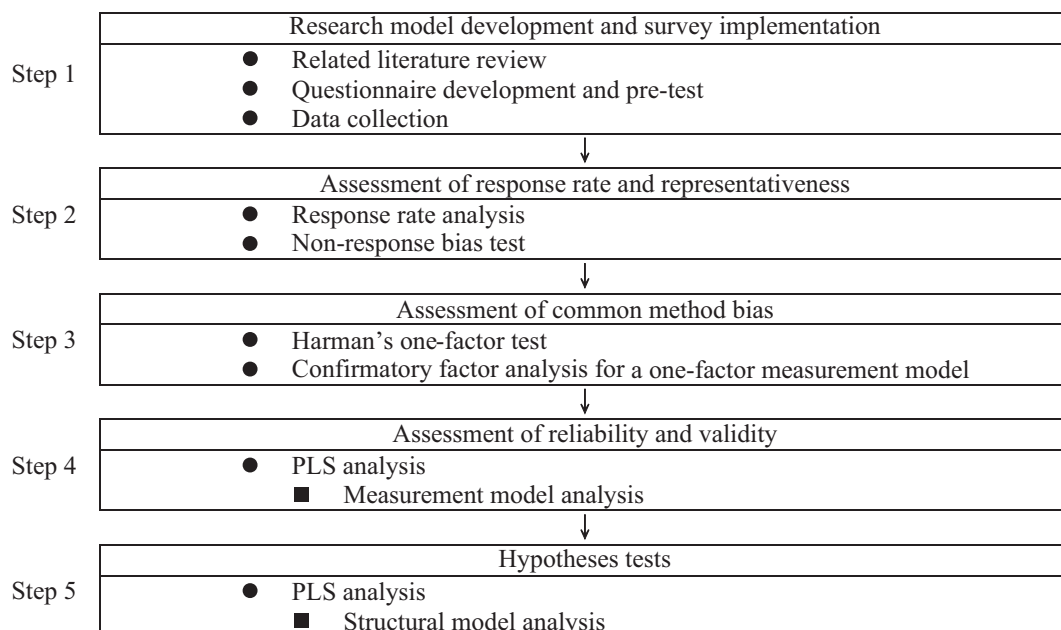 Research model development and survey implementation
Step 1
● Related literature review
● Questionnaire development and pre-test
● Data collection
Assessment of response rate and representativeness
Step 2
● Response rate analysis
● Non-response bias test
Assessment of common method bias
Step 3
● Harman's one-factor test
● Confirmatory factor analysis for a one-factor measurement model
Assessment of reliability and validity
Step 4
● PLS analysis
■ Measurement model analysis
Hypotheses tests
Step 5
● PLS analysis
■ Structural model analysis